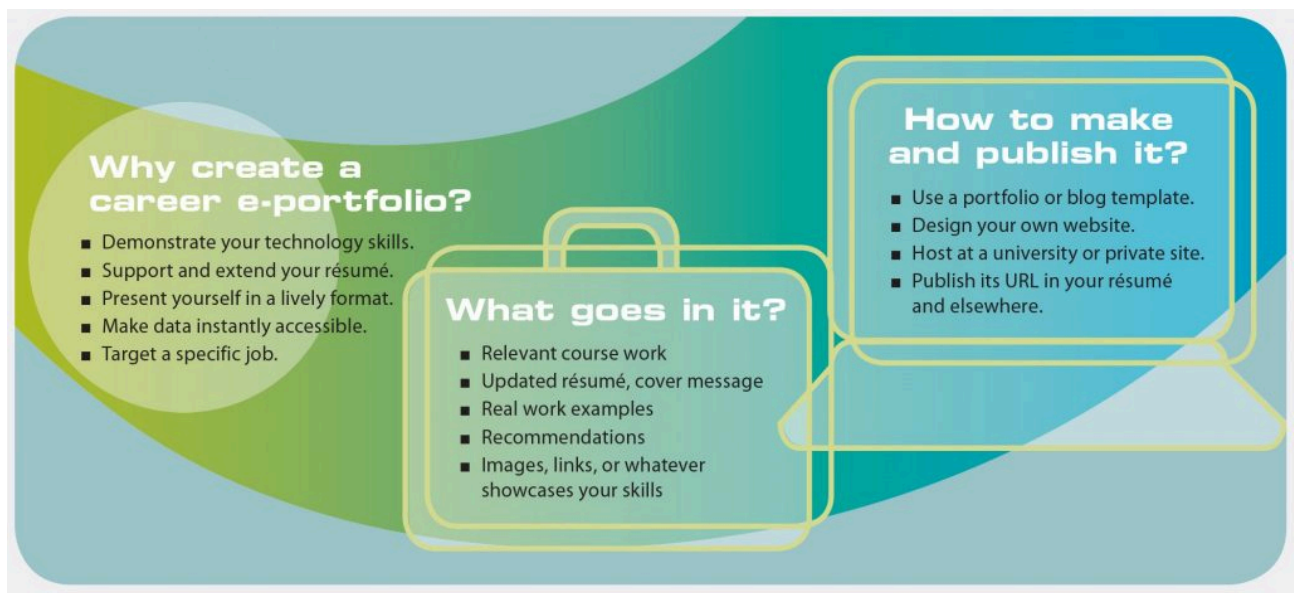 Why create a
career e-portfolio?
■ Demonstrate your technology skills.
■ Support and extend your résumé.
■ Present yourself in a lively format.
■ Make data instantly accessible.
■ Target a specific job.
What goes in it?
■ Relevant course work
■ Updated résumé, cover message
■ Real work examples
■ Recommendations
■ Images, links, or whatever
showcases your skills
How to make
and publish it?
■ Use a portfolio or blog template.
■ Design your own website.
■ Host at a university or private site.
■ Publish its URL in your résumé
and elsewhere.